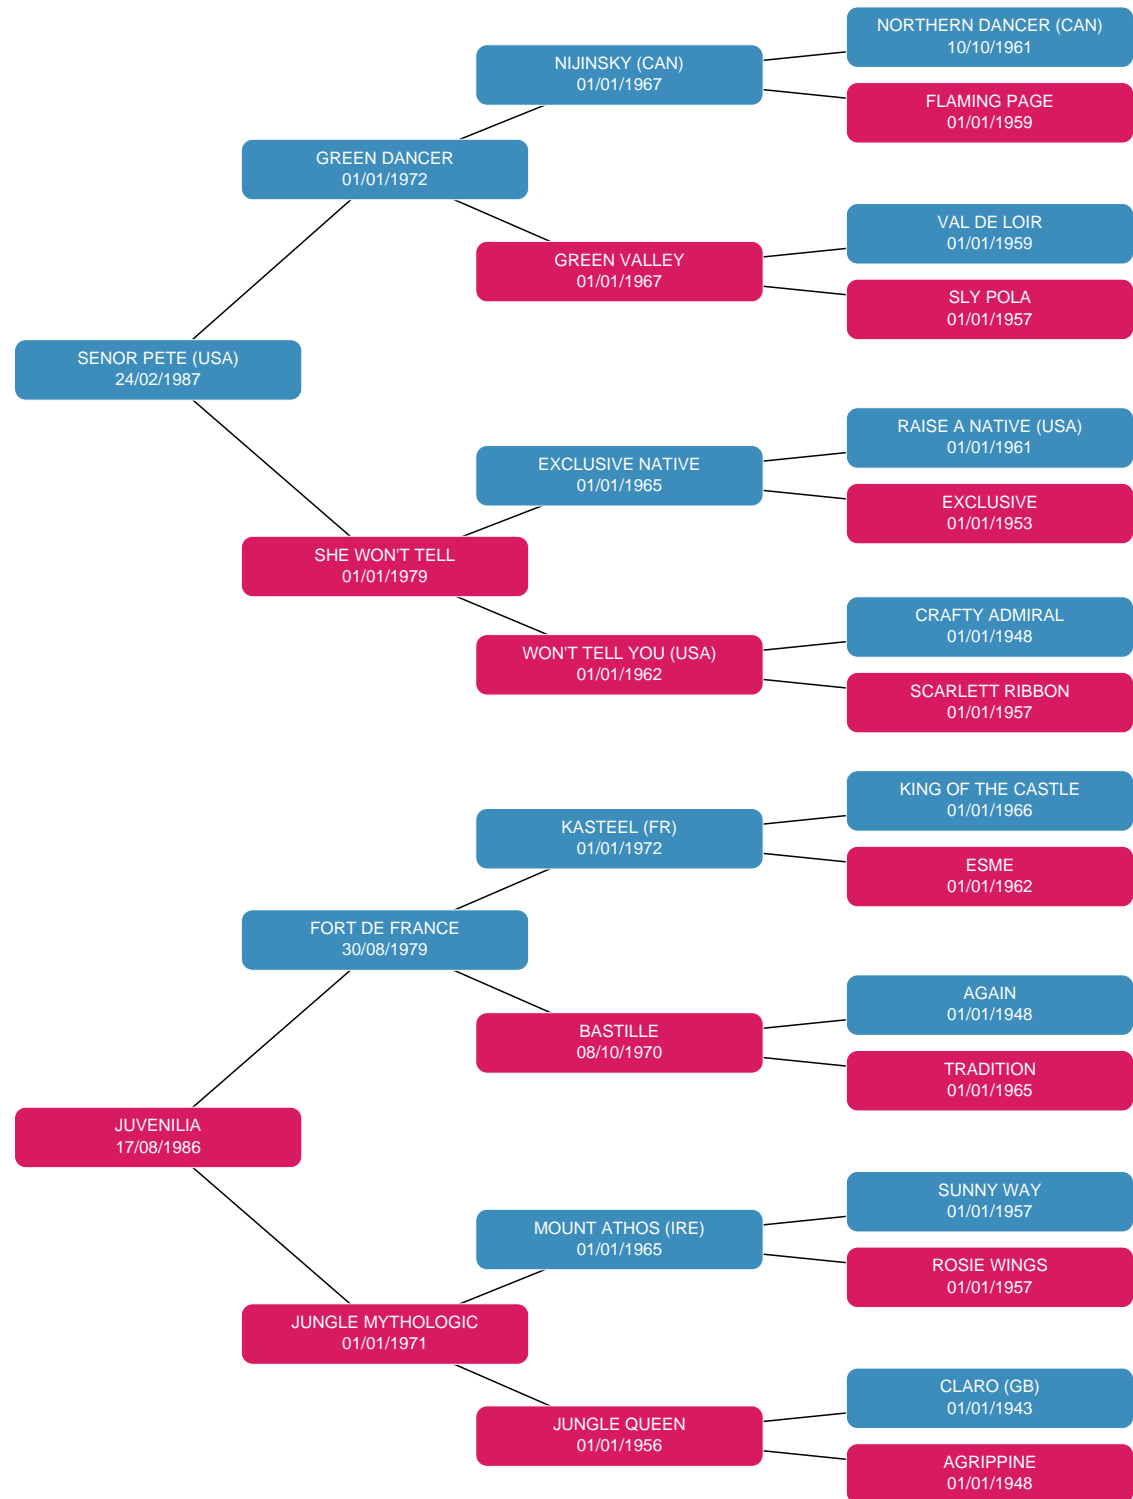 NORTHERN DANCER (CAN)
10/10/1961
NIJINSKY (CAN)
01/01/1967
FLAMING PAGE
01/01/1959
GREEN DANCER
01/01/1972
VAL DE LOIR
01/01/1959
GREEN VALLEY
01/01/1967
SLY POLA
01/01/1957
SENOR PETE (USA)
24/02/1987
RAISE A NATIVE (USA)
01/01/1961
EXCLUSIVE NATIVE
01/01/1965
EXCLUSIVE
01/01/1953
SHE WON'T TELL
01/01/1979
CRAFTY ADMIRAL
01/01/1948
WON'T TELL YOU (USA)
01/01/1962
SCARLETT RIBBON
01/01/1957
KING OF THE CASTLE
01/01/1966
KASTEEL (FR)
01/01/1972
ESME
01/01/1962
FORT DE FRANCE
30/08/1979
AGAIN
01/01/1948
BASTILLE
08/10/1970
TRADITION
01/01/1965
JUVENILIA
17/08/1986
SUNNY WAY
01/01/1957
MOUNT ATHOS (IRE)
01/01/1965
ROSIE WINGS
01/01/1957
JUNGLE MYTHOLOGIC
01/01/1971
CLARO (GB)
01/01/1943
JUNGLE QUEEN
01/01/1956
AGRIPPINE
01/01/1948